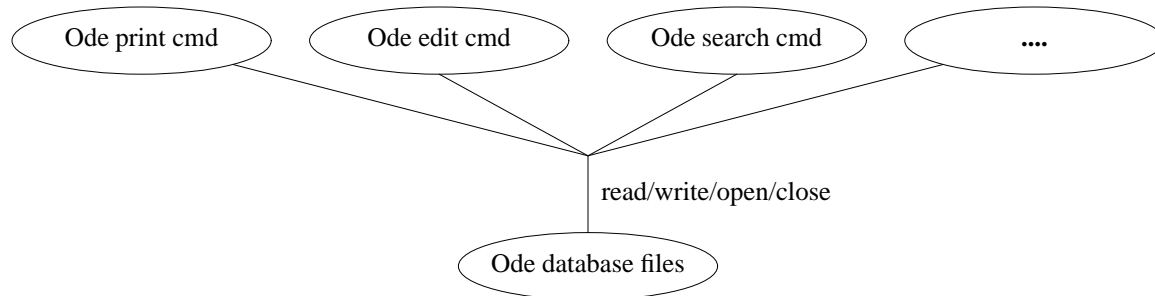 Ode print cmd
Ode edit cmd
Ode search cmd
....
read/write/open/close
Ode database files